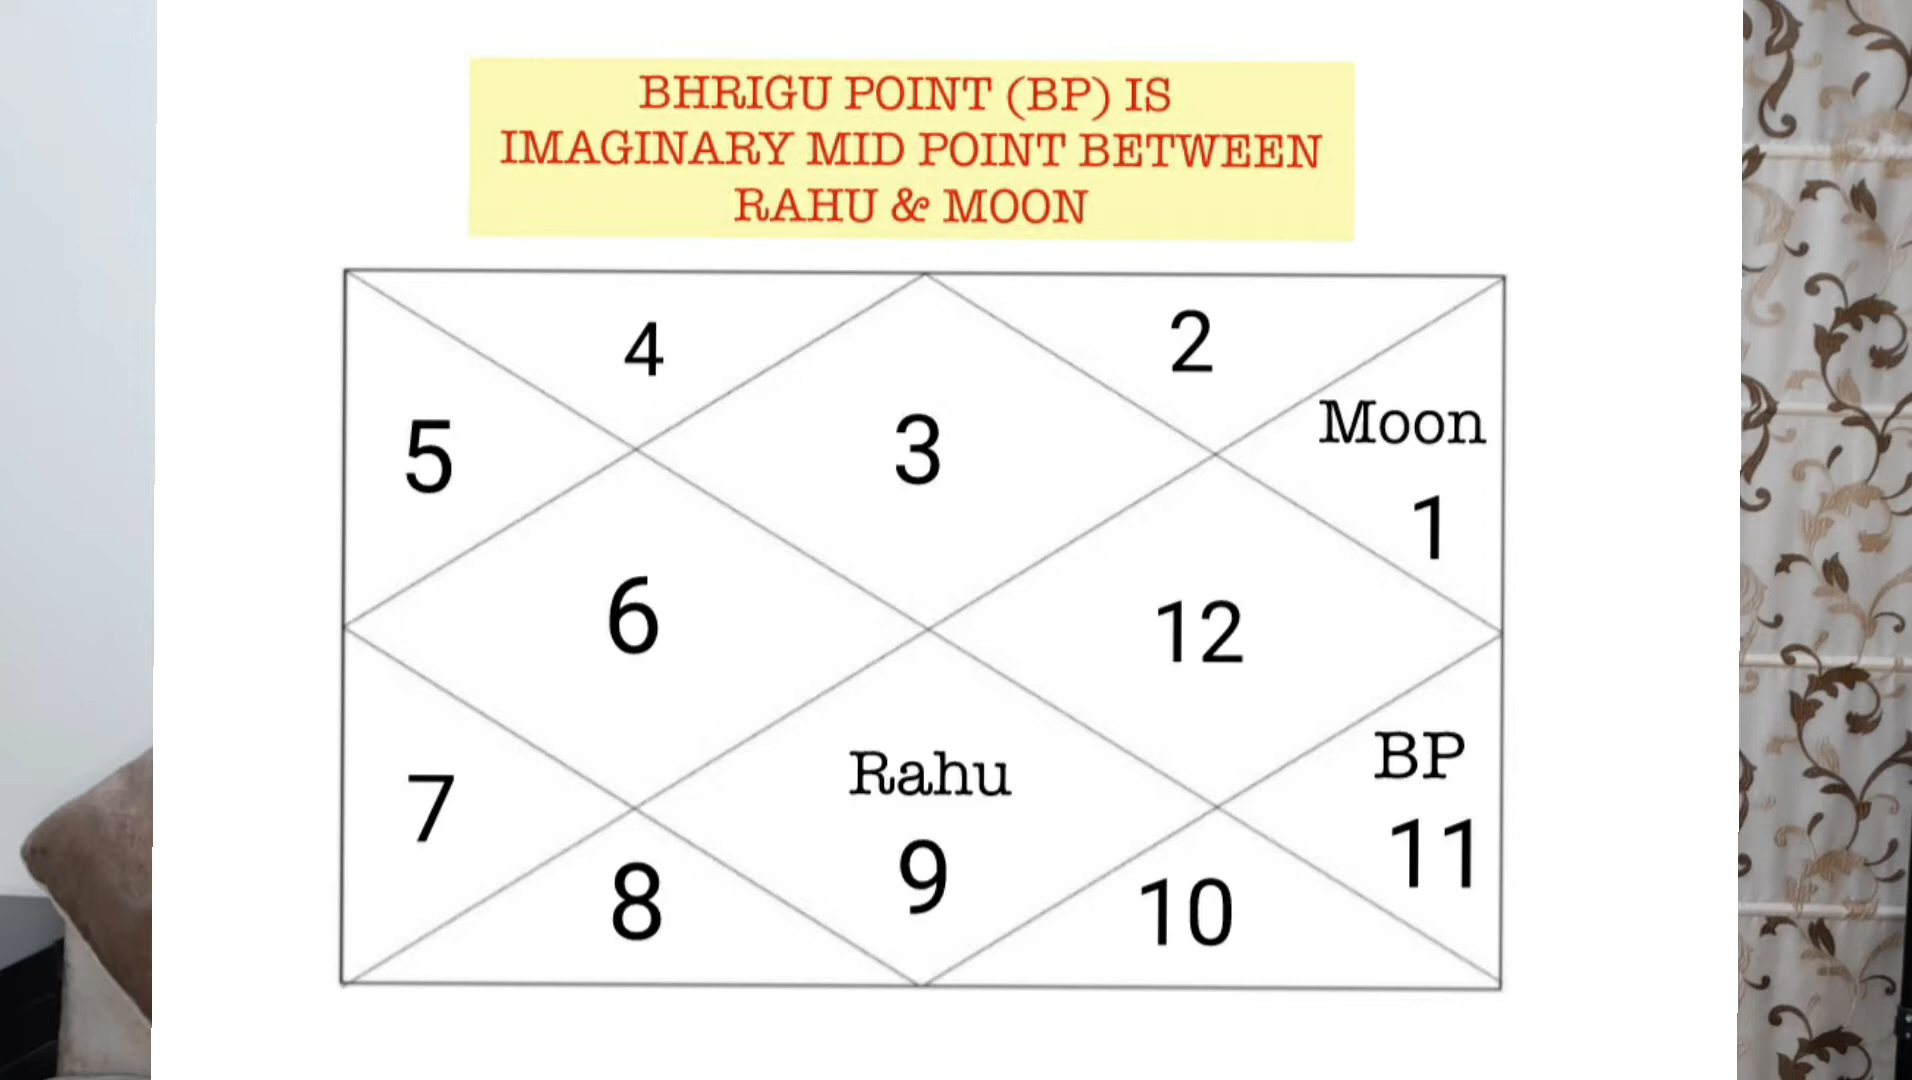 BHRIGU POINT (BP) IS
IMAGINARY MID POINT BETWEEN
RAHU & MOON
4
2
5
3
Moon
1
6
12
7
Rahu
9
BP
11
8
10